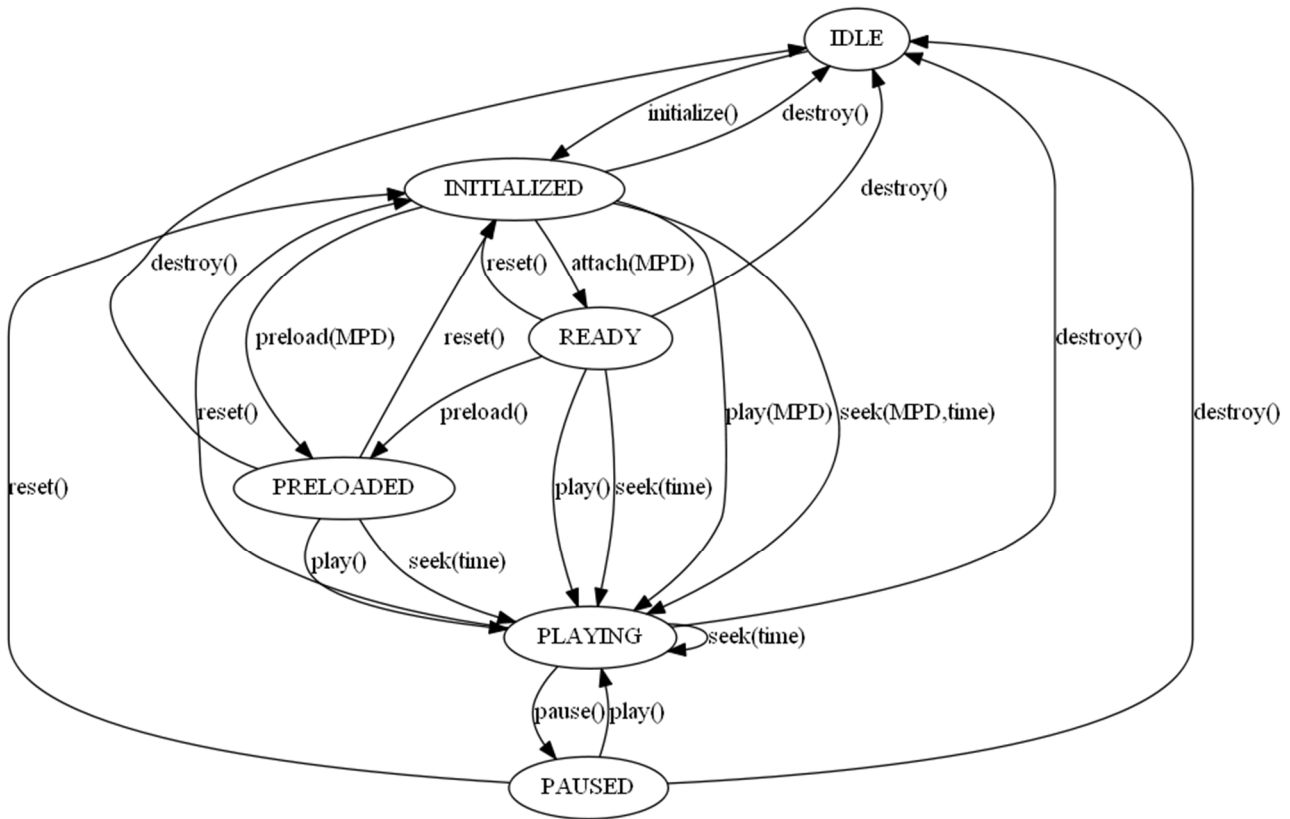 IDLE
initialize()
destroy()
destroy()
INITIALIZED
destroy()
reset()
attach(MPD)
preload(MPD)
reset()
READY
destroy()
reset()
preload()
play(MPD)
seek(MPD,time)
destroy()
reset()
PRELOADED
play()
seek(time)
play()
seek(time)
PLAYING
seek(time)
pause()
play()
PAUSED